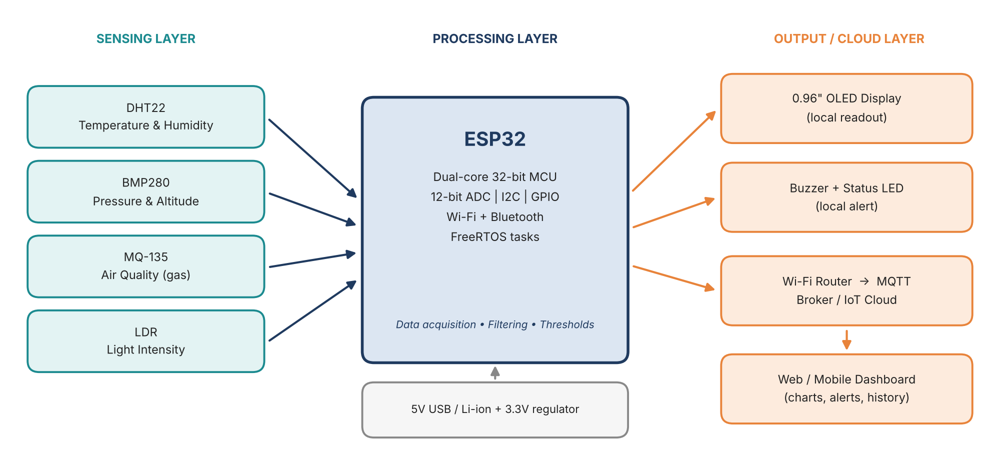 SENSING LAYER
PROCESSING LAYER
OUTPUT / CLOUD LAYER
DHT22
Temperature & Humidity
BMP280
Pressure & Altitude
MQ-135
Air Quality (gas)
LDR
Light Intensity
ESP32
Dual-core 32-bit MCU
12-bit ADC | I2C | GPIO
Wi-Fi + Bluetooth
FreeRTOS tasks
Data acquisition • Filtering • Thresholds
5V USB / Li-ion + 3.3V regulator
0.96" OLED Display
(local readout)
Buzzer + Status LED
(local alert)
Wi-Fi Router → MQTT
Broker / IoT Cloud
Web / Mobile Dashboard
(charts, alerts, history)